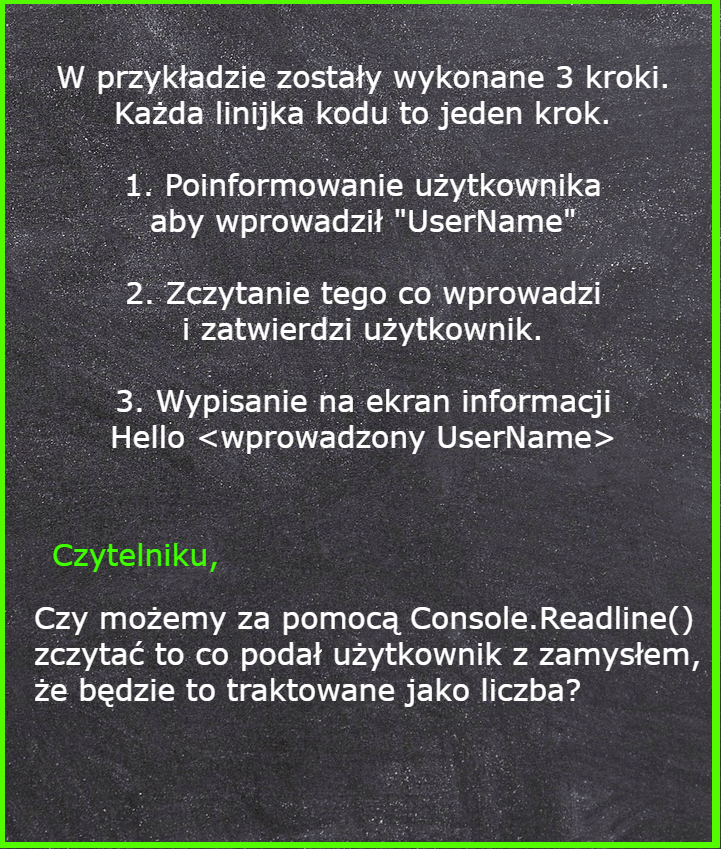 W przykładzie zostały wykonane 3 kroki.
Każda linijka kodu to jeden krok.
1. Poinformowanie użytkownika
aby wprowadził "UserName"
2. Zczytanie tego co wprowadzi
i zatwierdzi użytkownik.
3. Wypisanie na ekran informacji
Hello <wprowadzony UserName>
Czytelniku,
Czy możemy za pomocą Console.Readline()
zczytać to co podał użytkownik z zamysłem,
że będzie to traktowane jako liczba?